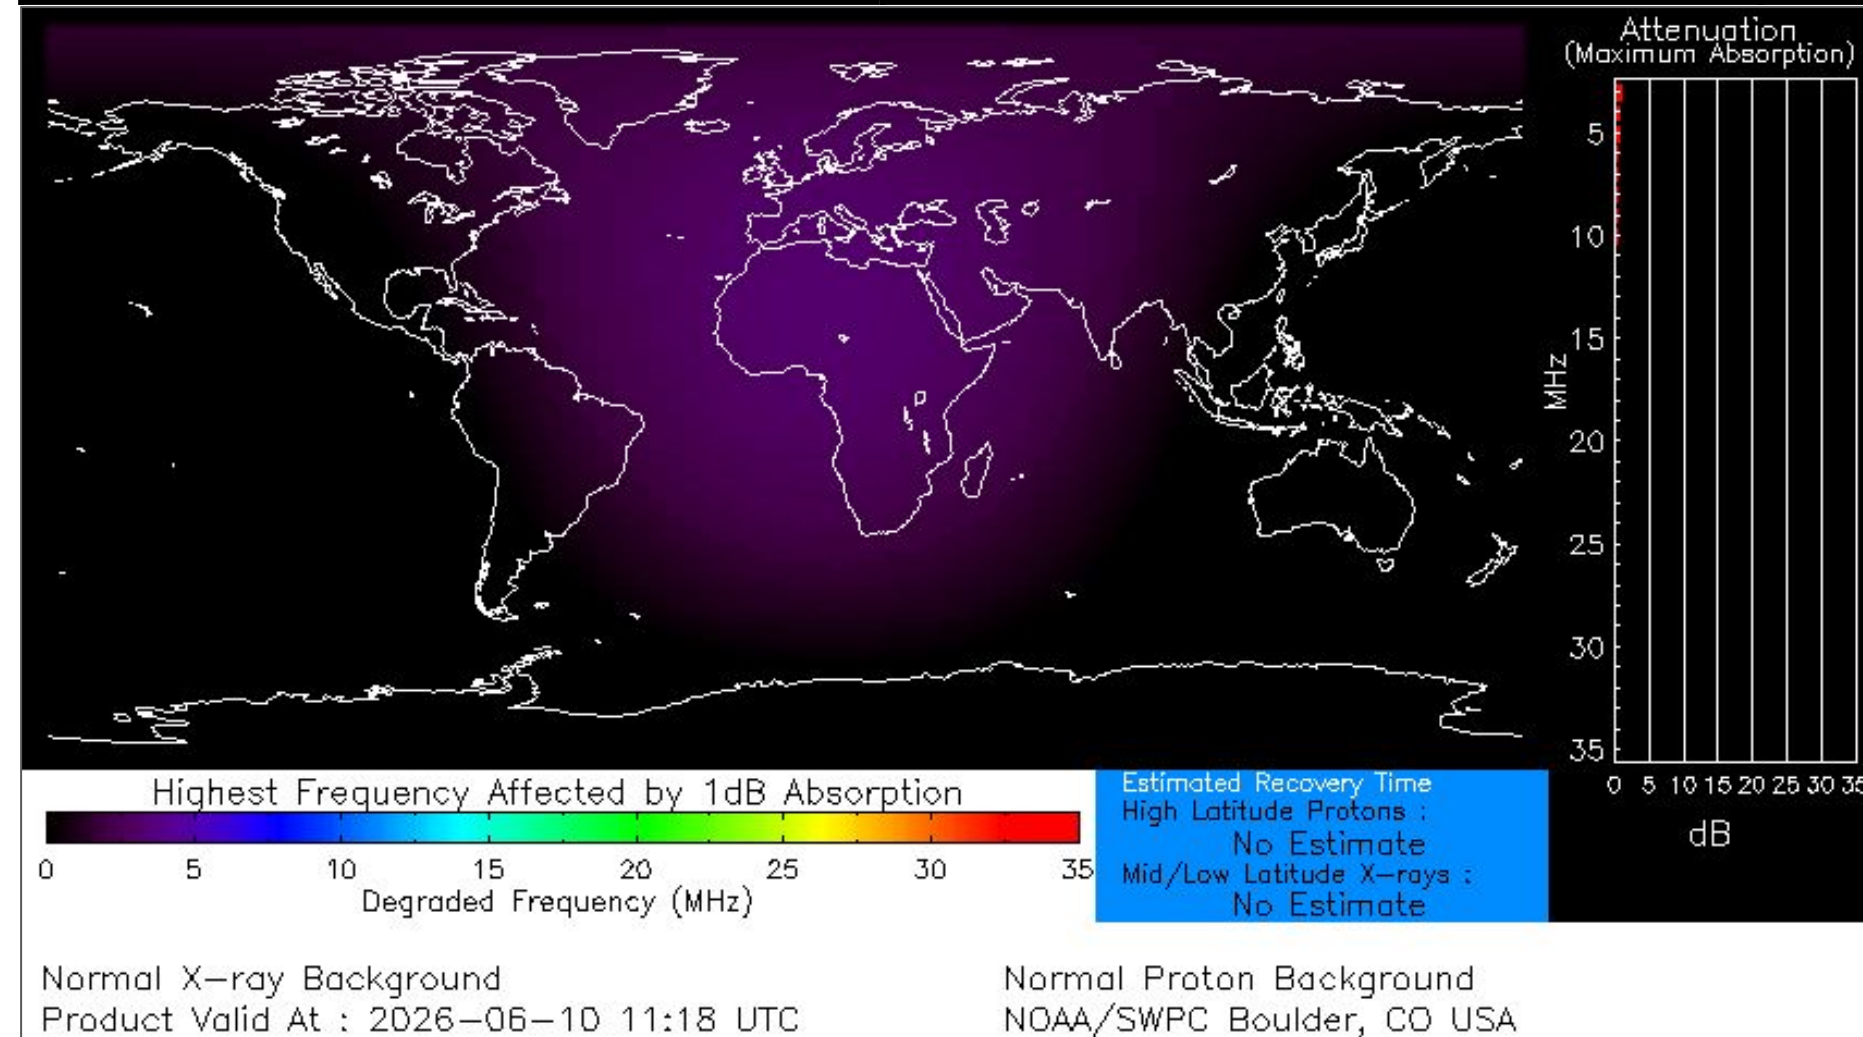 Attenuation
(Maximum Absorption)
5
10
15
20
25
30
35
MHz
0 5 10 15 20 25 30 35
dB
Highest Frequency Affected by 1dB Absorption
0 5 10 15 20 25 30 35
Degraded Frequency (MHz)
Estimated Recovery Time
High Latitude Protons :
No Estimate
Mid/Low Latitude X-rays :
No Estimate
Normal X-ray Background
Normal Proton Background
Product Valid At : 2026-06-10 11:18 UTC
NOAA/SWPC Boulder, CO USA